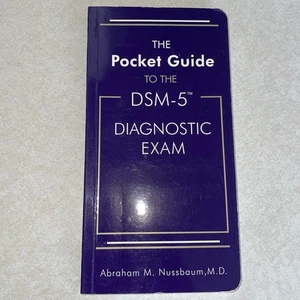 THE
Pocket Guide
TO THE
DSM-5™
DIAGNOSTIC
EXAM
Abraham M. Nussbaum, M.D.